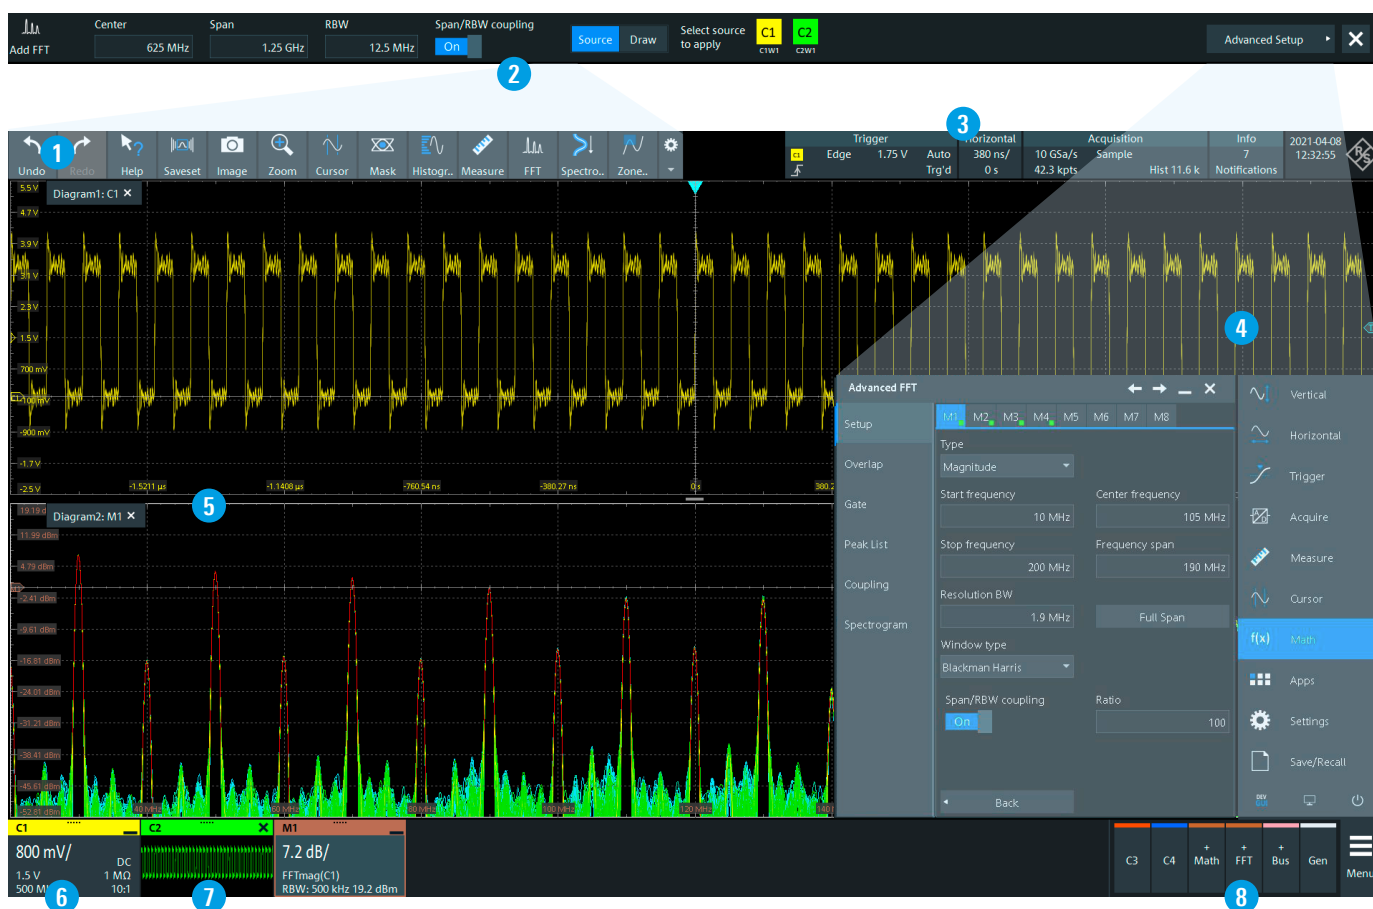 Center Span RBW Span/RBW coupling
Add FFT 625 MHz 1.25 GHz 12.5 MHz On Source Draw Select source to apply C1 C1W1 C2 C2W1 Advanced Setup
2
3
Trigger Horizontal Acquisition Info 2021-04-08
Edge 1.75 V Auto 380 ns/ 10 GSa/s Sample 7 12:32:55
Trg'd 0 s 42.3 kpts Hist 11.6 k Notifications
C1
R&S
1
Undo Redo Help Saveset Image Zoom Cursor Mask Histogr.. Measure FFT Spectro.. Zone..
5.5 V
Diagram1: C1
4.7 V
3.9 V
3.1 V
2.3 V
1.5 V
700 mV
-100 mV
-900 mV
-1.7 V
-2.5 V
-1.5211 µs -1.1408 µs -760.54 ns -380.27 ns 0 s 380.2
4
5
Diagram2: M1
11.99 dBm
4.79 dBm
-2.41 dBm
-9.61 dBm
-16.81 dBm
-24.01 dBm
-31.21 dBm
-38.41 dBm
-45.61 dBm
-52.81 dBm
40 MHz 60 MHz 80 MHz 100 MHz 120 MHz 140
Advanced FFT
Setup
Overlap
Gate
Peak List
Coupling
Spectrogram
M1 M2 M3 M4 M5 M6 M7 M8
Type
Magnitude
Start frequency Center frequency
10 MHz 105 MHz
Stop frequency Frequency span
200 MHz 190 MHz
Resolution BW
1.9 MHz Full Span
Window type
Blackman Harris
Span/RBW coupling Ratio
On 100
Back
Vertical
Horizontal
Trigger
Acquire
Measure
Cursor
f(x) Math
Apps
Settings
Save/Recall
DEV GUI
C1 C2 M1
800 mV/ DC
1.5 V 1 MΩ
500 10:1
6
7
7.2 dB/
FFTmag(C1)
RBW: 500 kHz 19.2 dBm
C3 C4 + Math + FFT + Bus Gen Menu
8